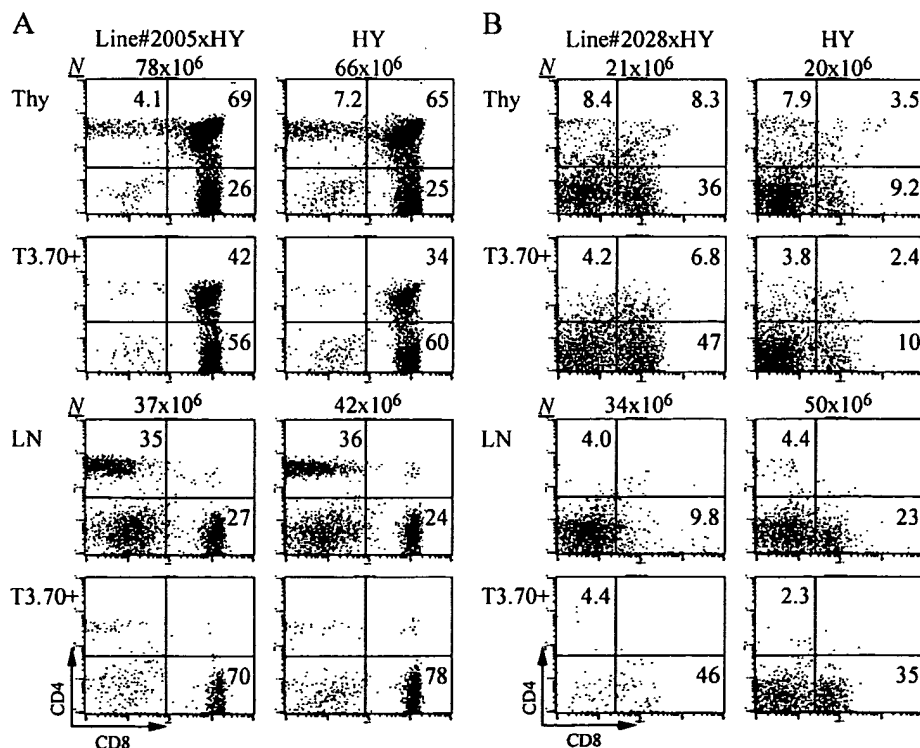 A
B
Line#2005xHY
HY
Line#2028xHY
HY
N
78x10⁶
66x10⁶
N
21x10⁶
20x10⁶
Thy
4.1
69
7.2
65
Thy
8.4
8.3
7.9
3.5
26
25
36
9.2
T3.70+
42
34
T3.70+
4.2
6.8
3.8
2.4
56
60
47
10
N
37x10⁶
42x10⁶
N
34x10⁶
50x10⁶
LN
35
36
LN
4.0
4.4
27
24
9.8
23
T3.70+
T3.70+
4.4
2.3
70
78
46
35
CD4
CD8
CD4
CD8